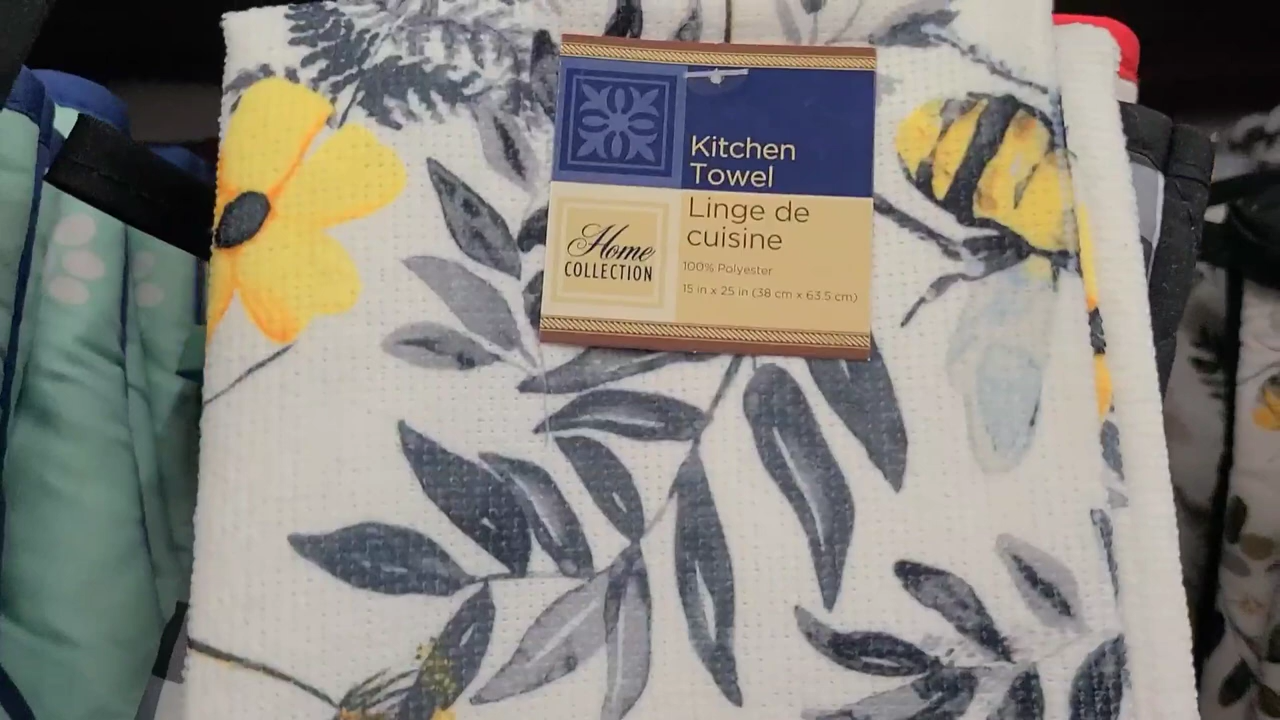 Kitchen
Towel
Linge de
cuisine
Home
COLLECTION
100% Polyester
15 in x 25 in (38 cm x 63.5 cm)